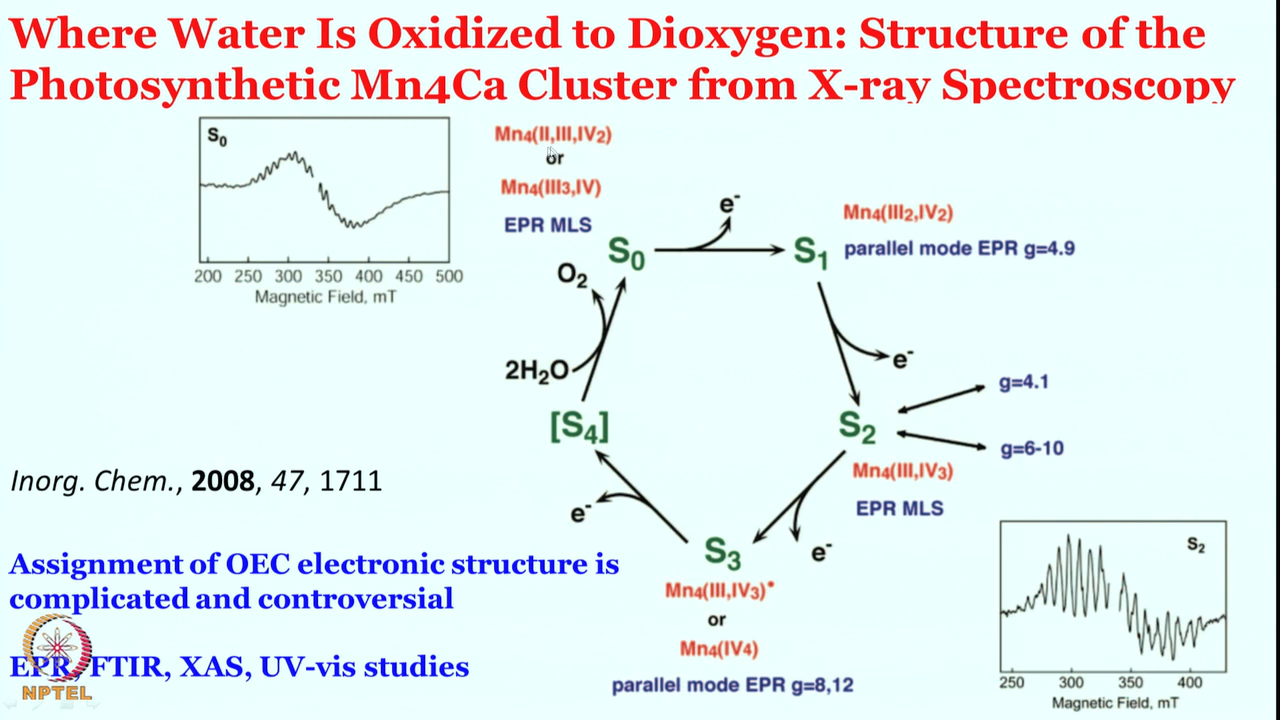 Where Water Is Oxidized to Dioxygen: Structure of the
Photosynthetic Mn4Ca Cluster from X-ray Spectroscopy
S0
200 250 300 350 400 450 500
Magnetic Field, mT
Mn4(II,III,IV2)
or
Mn4(III3,IV)
EPR MLS
S0
e-
S1
Mn4(III2,IV2)
parallel mode EPR g=4.9
O2
2H2O
e-
[S4]
S2
g=4.1
g=6-10
Mn4(III,IV3)
EPR MLS
e-
e-
S3
Mn4(III,IV3)*
or
Mn4(IV4)
parallel mode EPR g=8,12
Inorg. Chem., 2008, 47, 1711
Assignment of OEC electronic structure is
complicated and controversial
EPR, FTIR, XAS, UV-vis studies
NPTEL
S2
250 300 350 400
Magnetic Field, mT